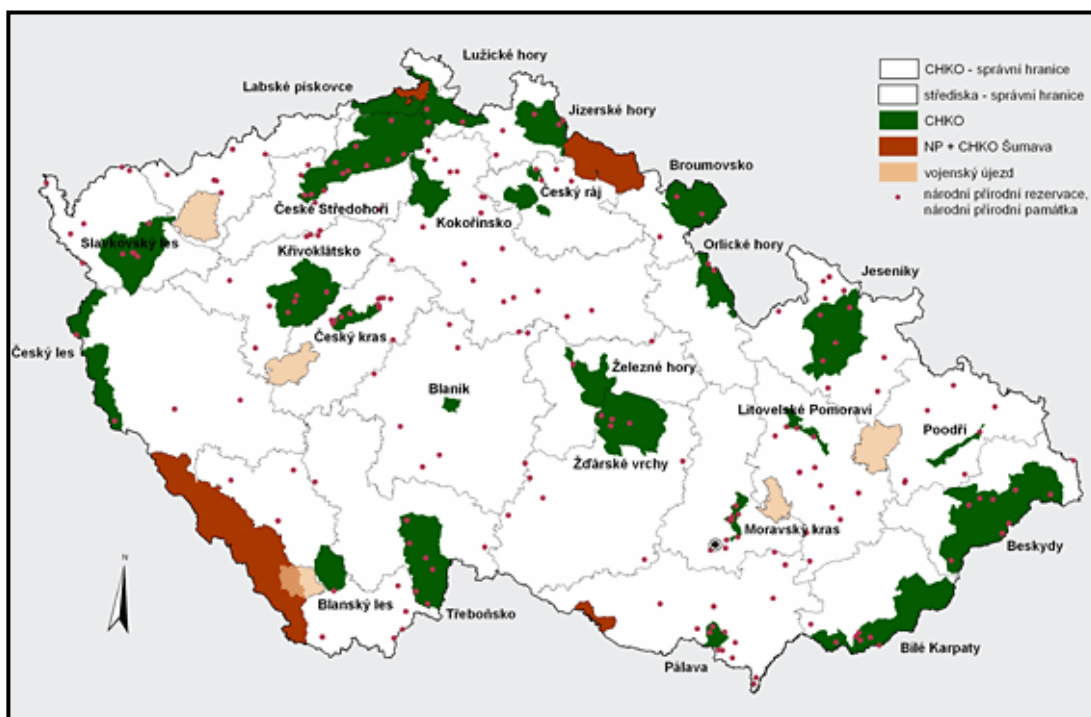 Lužické hory
Labské pískovce
Jizerské hory
Broumovsko
České Středohoří
Kokořínsko
Český ráj
Slavkovský les
Křivoklátsko
Orlické hory
Jeseníky
Český les
Český kras
Železné hory
Blaník
Litovelské Pomoraví
Poodří
Žďárské vrchy
Moravský kras
Beskydy
Blanský les
Třeboňsko
Bílé Karpaty
Pálava
N
CHKO - správní hranice
střediska - správní hranice
CHKO
NP + CHKO Šumava
vojenský újezd
národní přírodní rezervace,
národní přírodní památka